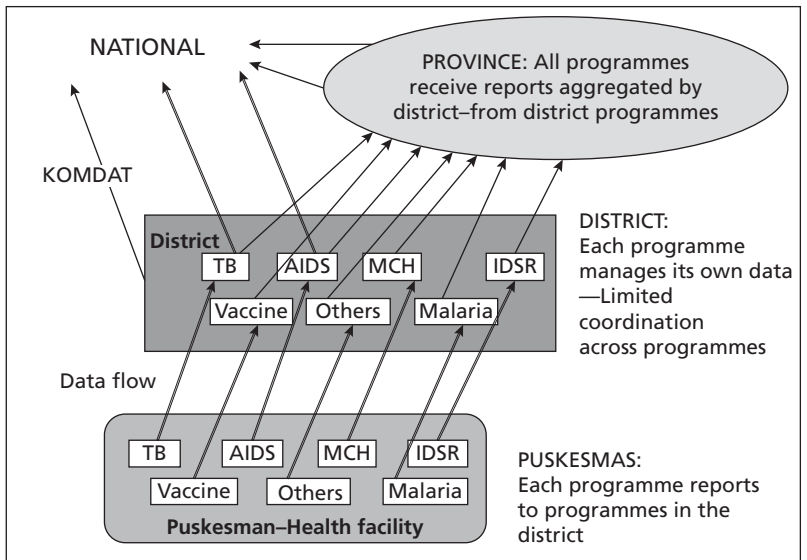 NATIONAL
PROVINCE: All programmes
receive reports aggregated by
district–from district programmes
KOMDAT
District
TB
AIDS
MCH
IDSR
Vaccine
Others
Malaria
DISTRICT:
Each programme
manages its own data
—Limited
coordination
across programmes
Data flow
TB
AIDS
MCH
IDSR
Vaccine
Others
Malaria
Puskesman–Health facility
PUSKESMAS:
Each programme reports
to programmes in the
district